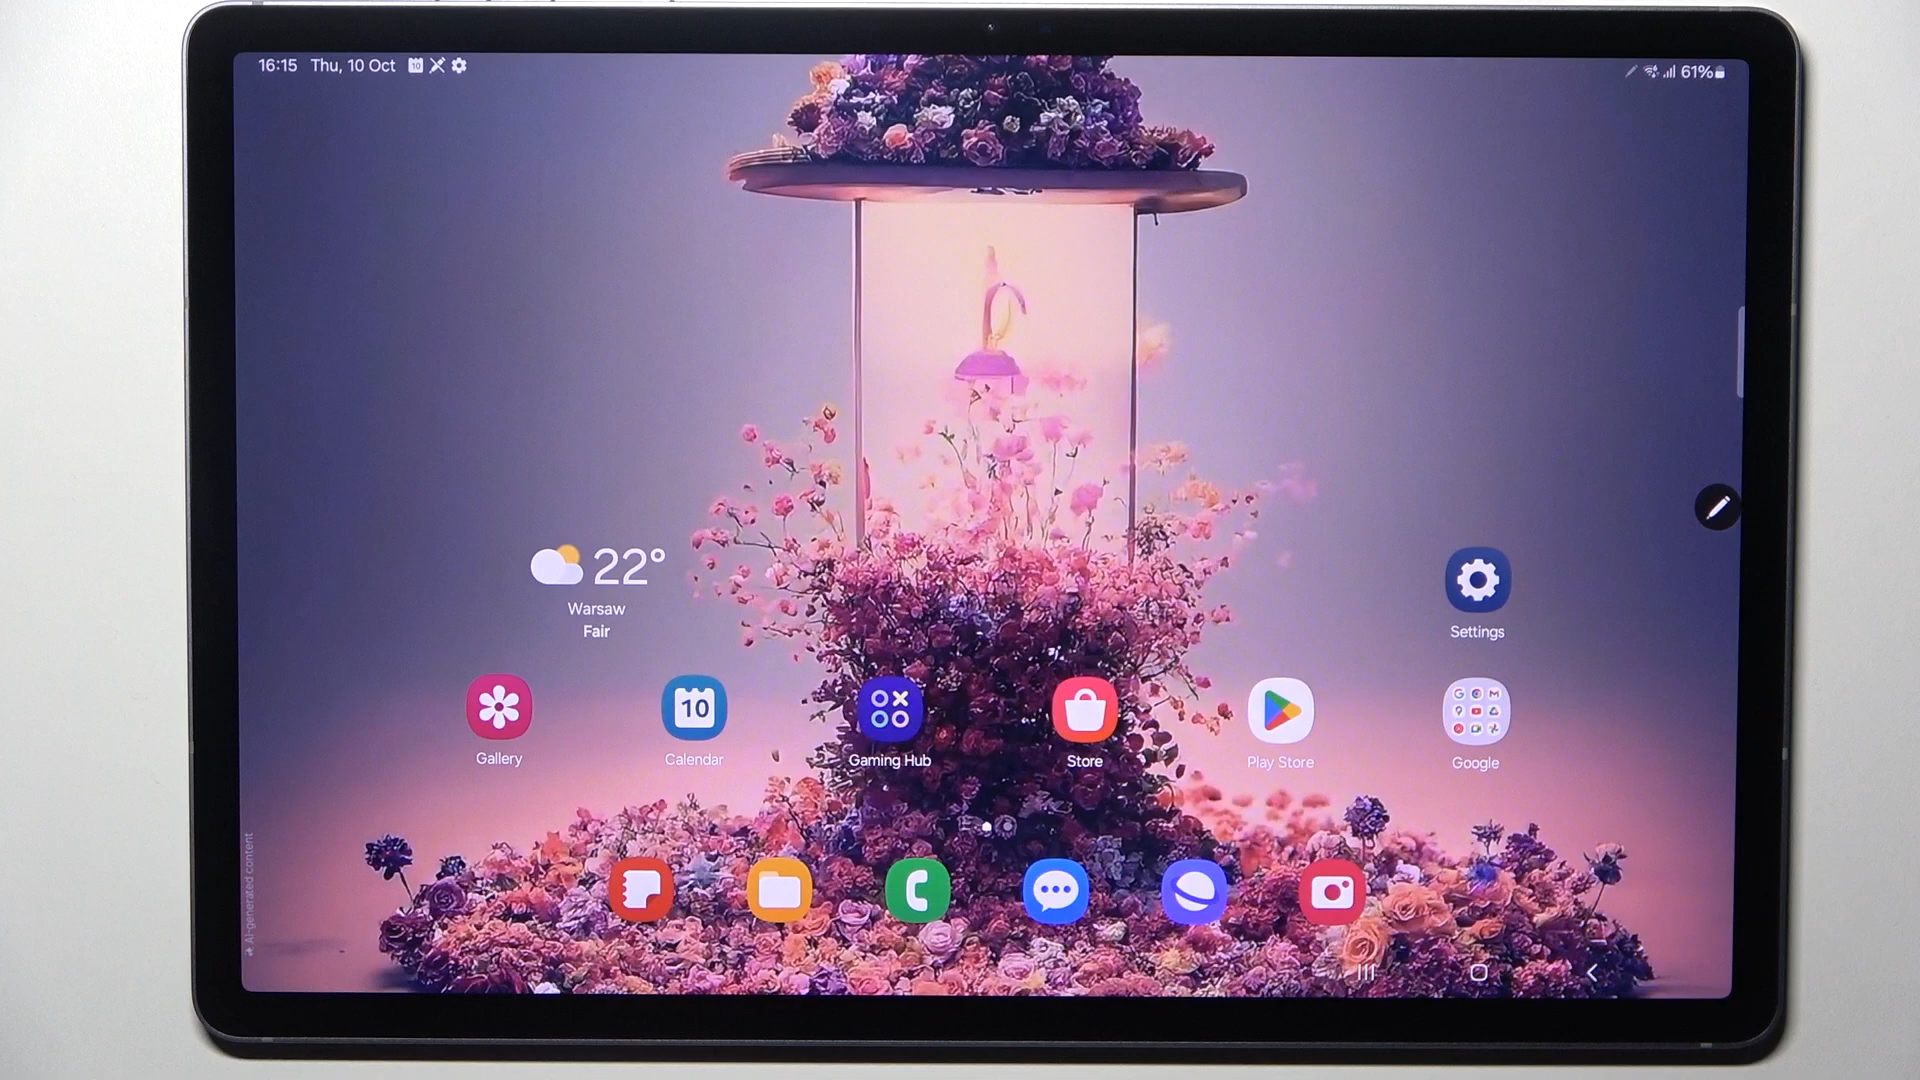 16:15 Thu, 10 Oct 10
61%
22°
Warsaw
Fair
Settings
10
Gallery
Calendar
Gaming Hub
Store
Play Store
Google
AI-generated content